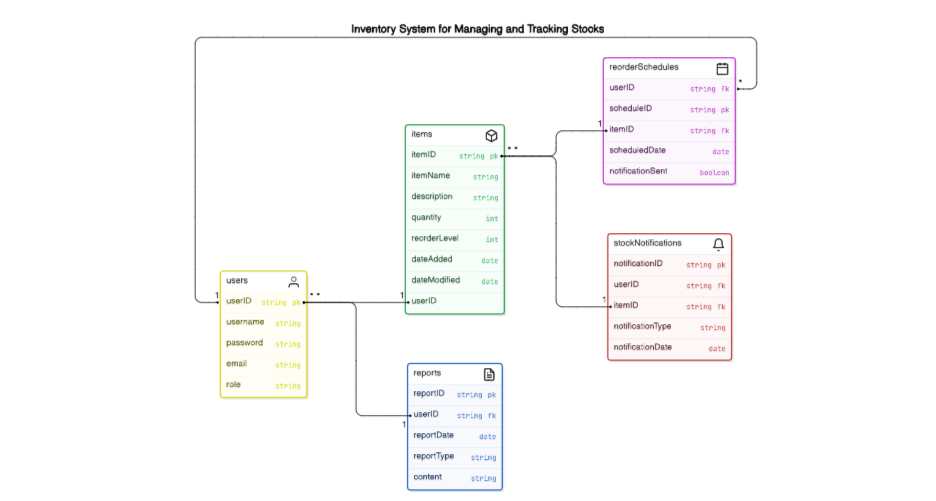 Inventory System for Managing and Tracking Stocks
reorderSchedules
userID string fk
scheduleID string pk
itemID string fk
scheduledDate date
notificationSent boolean
*
1
items
itemID string pk
itemName string
description string
quantity int
reorderLevel int
dateAdded date
dateModified date
userID
* *
1
stockNotifications
notificationID string pk
userID string fk
itemID string fk
notificationType string
notificationDate date
1
users
userID string pk
username string
password string
email string
role string
1
* *
reports
reportID string pk
userID string fk
reportDate date
reportType string
content string
1